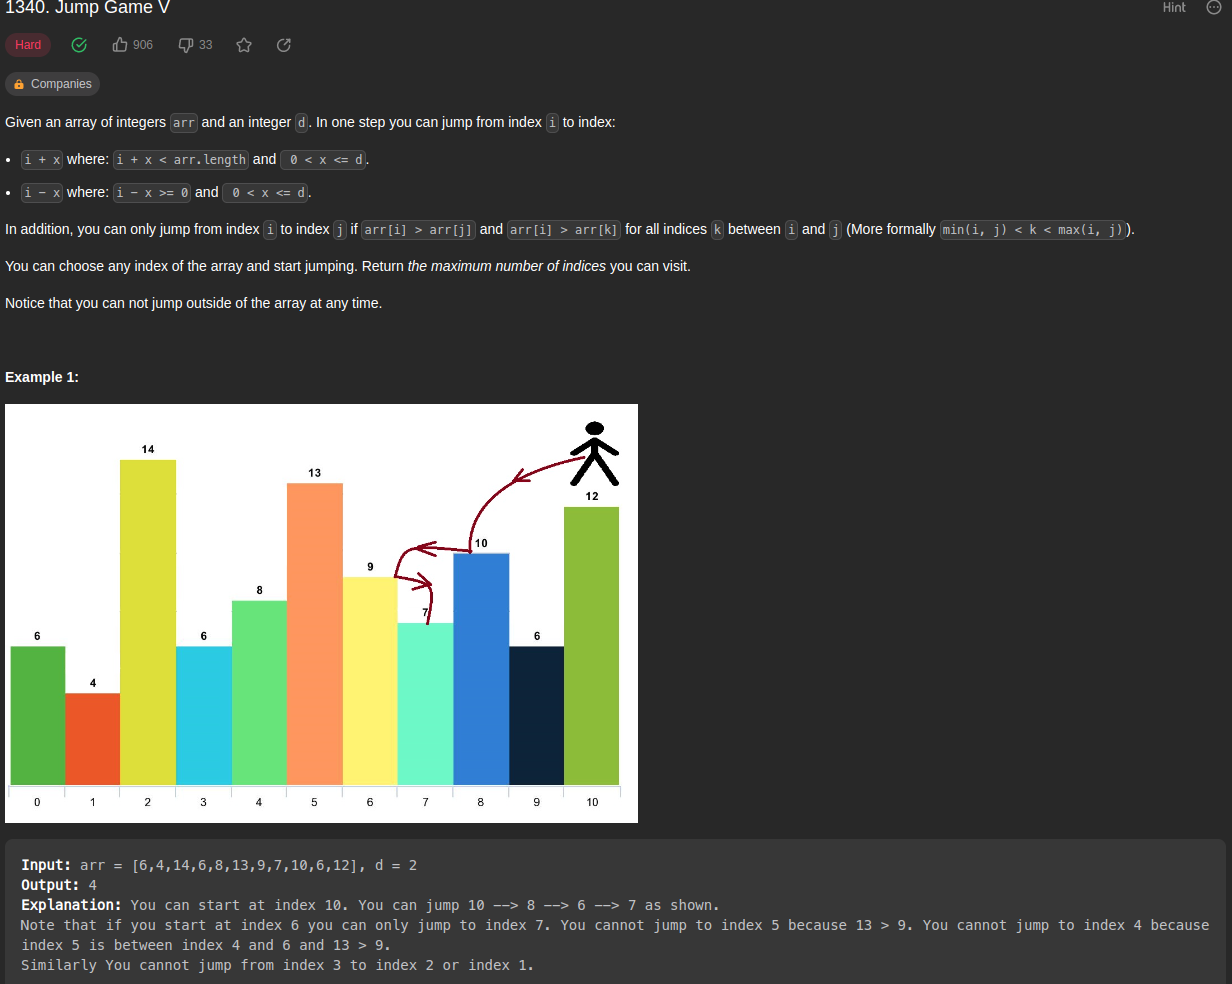 1340. Jump Game V
Hint
Hard 906 33
Companies
Given an array of integers arr and an integer d. In one step you can jump from index i to index:
• i + x where: i + x < arr.length and 0 < x <= d.
• i - x where: i - x >= 0 and 0 < x <= d.
In addition, you can only jump from index i to index j if arr[i] > arr[j] and arr[i] > arr[k] for all indices k between i and j (More formally min(i, j) < k < max(i, j)).
You can choose any index of the array and start jumping. Return the maximum number of indices you can visit.
Notice that you can not jump outside of the array at any time.
Example 1:
6 4 14 6 8 13 9 7 10 6 12
0 1 2 3 4 5 6 7 8 9 10
Input: arr = [6,4,14,6,8,13,9,7,10,6,12], d = 2
Output: 4
Explanation: You can start at index 10. You can jump 10 --> 8 --> 6 --> 7 as shown.
Note that if you start at index 6 you can only jump to index 7. You cannot jump to index 5 because 13 > 9. You cannot jump to index 4 because
index 5 is between index 4 and 6 and 13 > 9.
Similarly You cannot jump from index 3 to index 2 or index 1.